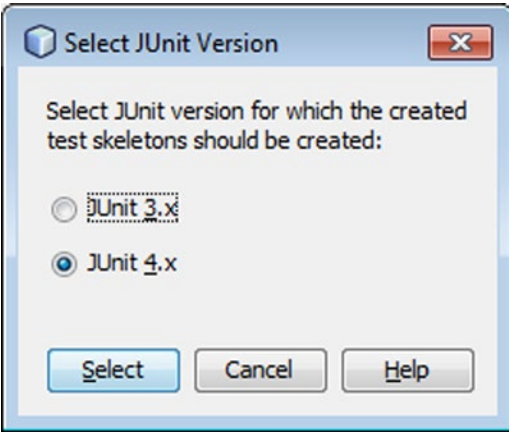 Select JUnit Version
Select JUnit version for which the created
test skeletons should be created:
JUnit 3.x
JUnit 4.x
Select Cancel Help